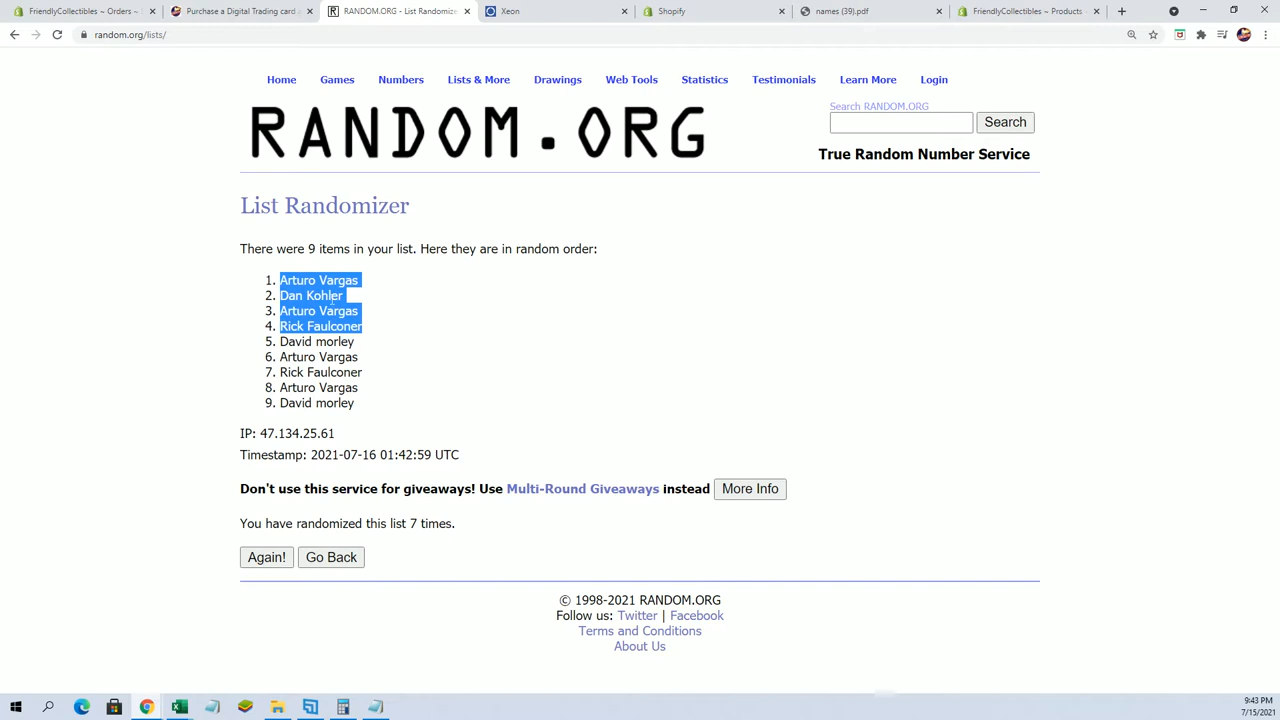 FriendlyCollectibles ~ Orders ~
Purchase a Digital Trading card
RANDOM.ORG - List Randomizer
Xeon
Shopify
names (39).pdf
FriendlyCollectibles ~ Products ~
random.org/lists/
Home Games Numbers Lists & More Drawings Web Tools Statistics Testimonials Learn More Login
RANDOM.ORG
Search RANDOM.ORG
Search
True Random Number Service
List Randomizer
There were 9 items in your list. Here they are in random order:
1. Arturo Vargas
2. Dan Kohler
3. Arturo Vargas
4. Rick Faulconer
5. David morley
6. Arturo Vargas
7. Rick Faulconer
8. Arturo Vargas
9. David morley
IP: 47.134.25.61
Timestamp: 2021-07-16 01:42:59 UTC
Don't use this service for giveaways! Use Multi-Round Giveaways instead More Info
You have randomized this list 7 times.
Again! Go Back
© 1998-2021 RANDOM.ORG
Follow us: Twitter | Facebook
Terms and Conditions
About Us
9:43 PM
7/15/2021